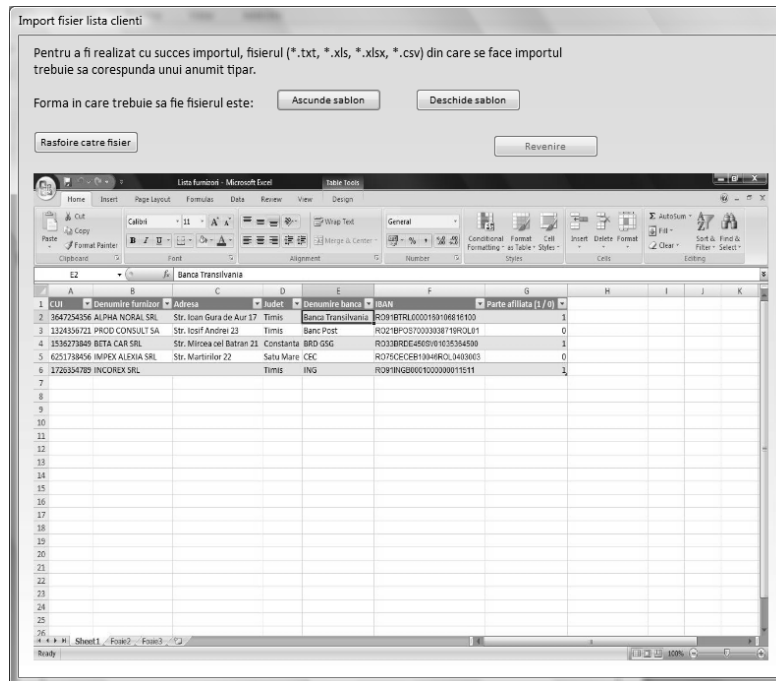 Import fisier lista clienti
Pentru a fi realizat cu succes importul, fisierul (*.txt, *.xls, *.xlsx, *.csv) din care se face importul
trebuie sa corespunda unui anumit tipar.
Forma in care trebuie sa fie fisierul este: Ascunde sablon Deschide sablon
Rasfoire catre fisier Revenire
Lista furnizori - Microsoft Excel Table Tools
Home Insert Page Layout Formulas Data Review View Design
Cut Calibri 11 Wrap Text General Σ AutoSum
Copy Fill
Paste Format Painter Merge & Center Conditional Format Cell Insert Delete Format Clear Sort & Find &
Formatting as Table Styles Filter Select
Clipboard Font Alignment Number Styles Cells Editing
E2 fx Banca Transilvania
A B C D E F G H I J K
1 CUI Denumire furnizor Adresa Judet Denumire banca IBAN Parte afiliata (1 / 0)
2 3647254356 ALPHA NORAL SRL Str. Ioan Gura de Aur 17 Timis Banca Transilvania 1
3 1324356721 PROD CONSULT SA Str. Iosif Andrei 23 Timis Banc Post 0
4 1536273849 BETA CAR SRL Str. Mircea cel Batran 21 Constanta BRD GSG 1
5 6251738456 IMPEX ALEXIA SRL Str. Martirilor 22 Satu Mare CEC 0
6 1726354789 INCOREX SRL Timis ING 1
7
8
9
10
11
12
13
14
15
16
17
18
19
20
21
22
23
24
25
26
Sheet1 Foaie2 Foaie3
Ready 100%